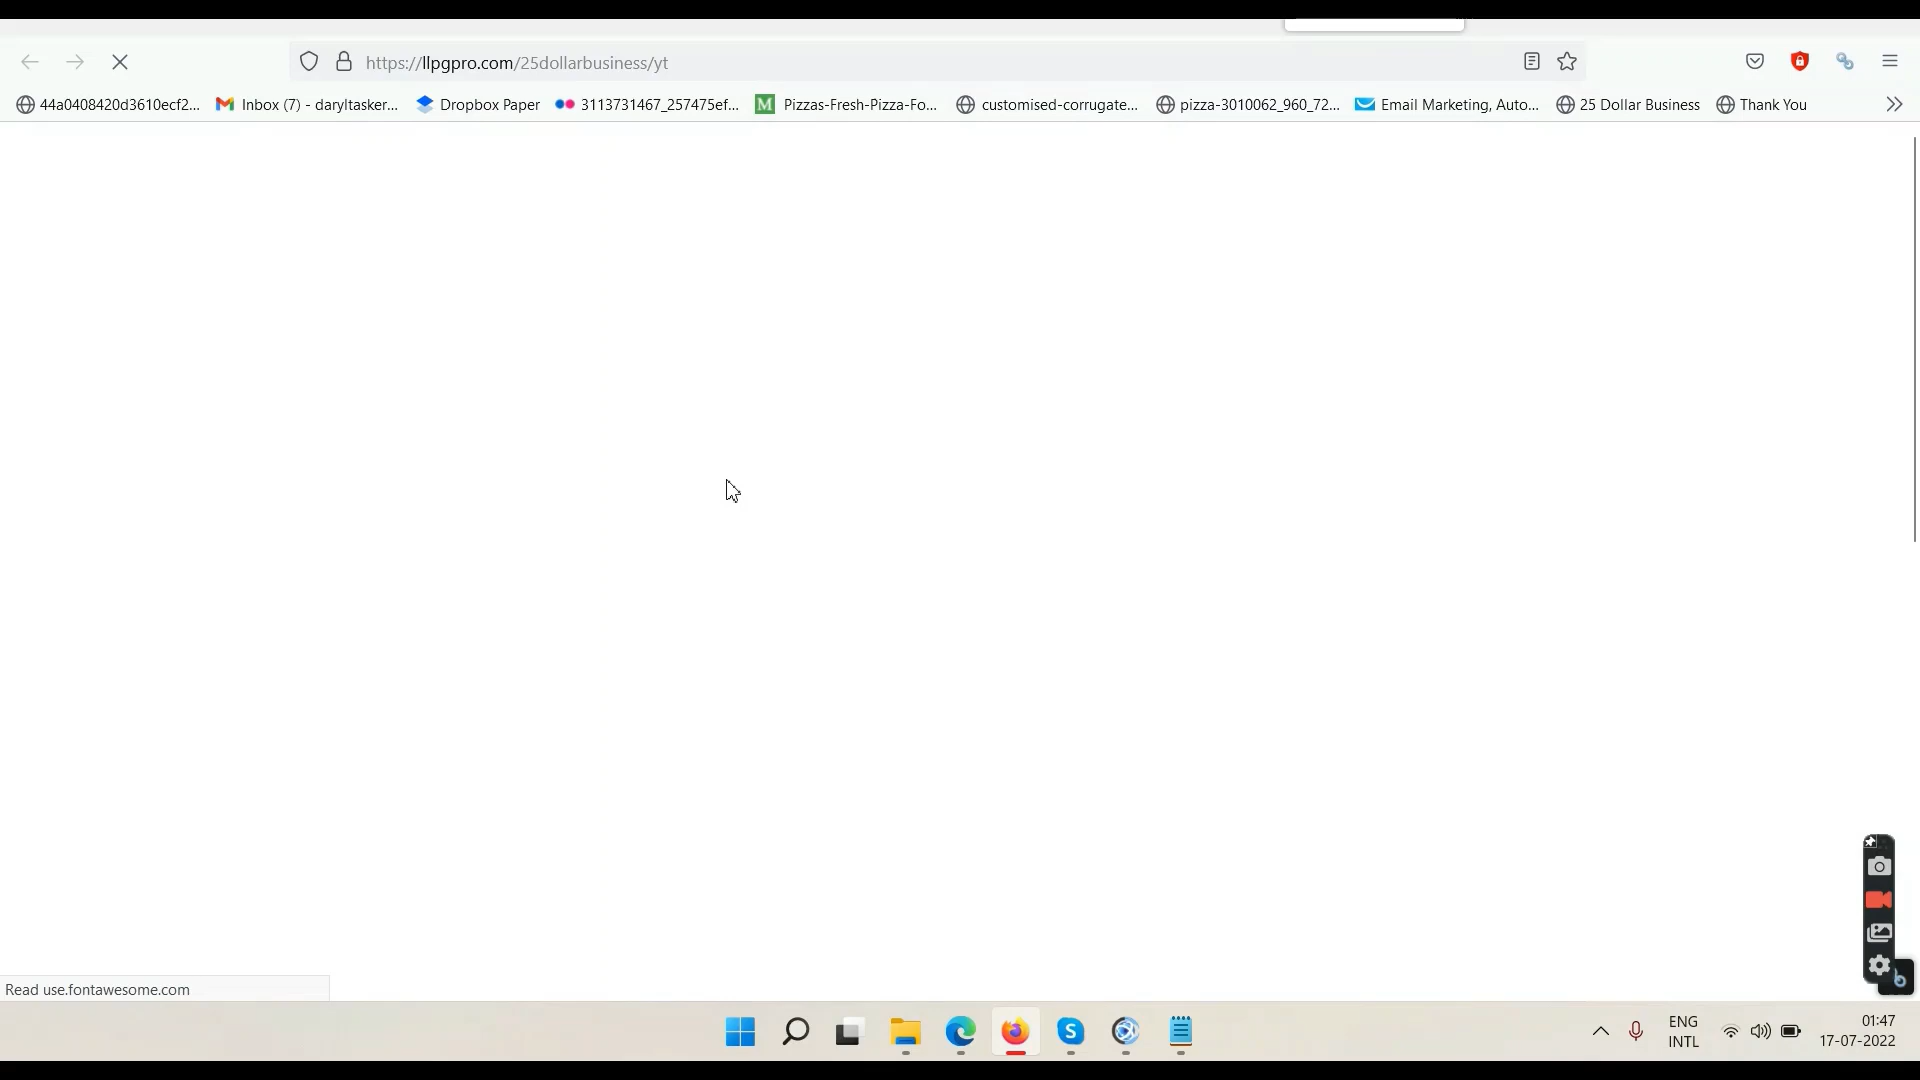 https://llpgpro.com/25dollarbusiness/yt
44a0408420d3610ecf2... Inbox (7) - daryltasker... Dropbox Paper 3113731467_257475ef... M Pizzas-Fresh-Pizza-Fo... customised-corrugate... pizza-3010062_960_72... Email Marketing, Auto... 25 Dollar Business Thank You
Read use.fontawesome.com
S
ENG
INTL
01:47
17-07-2022